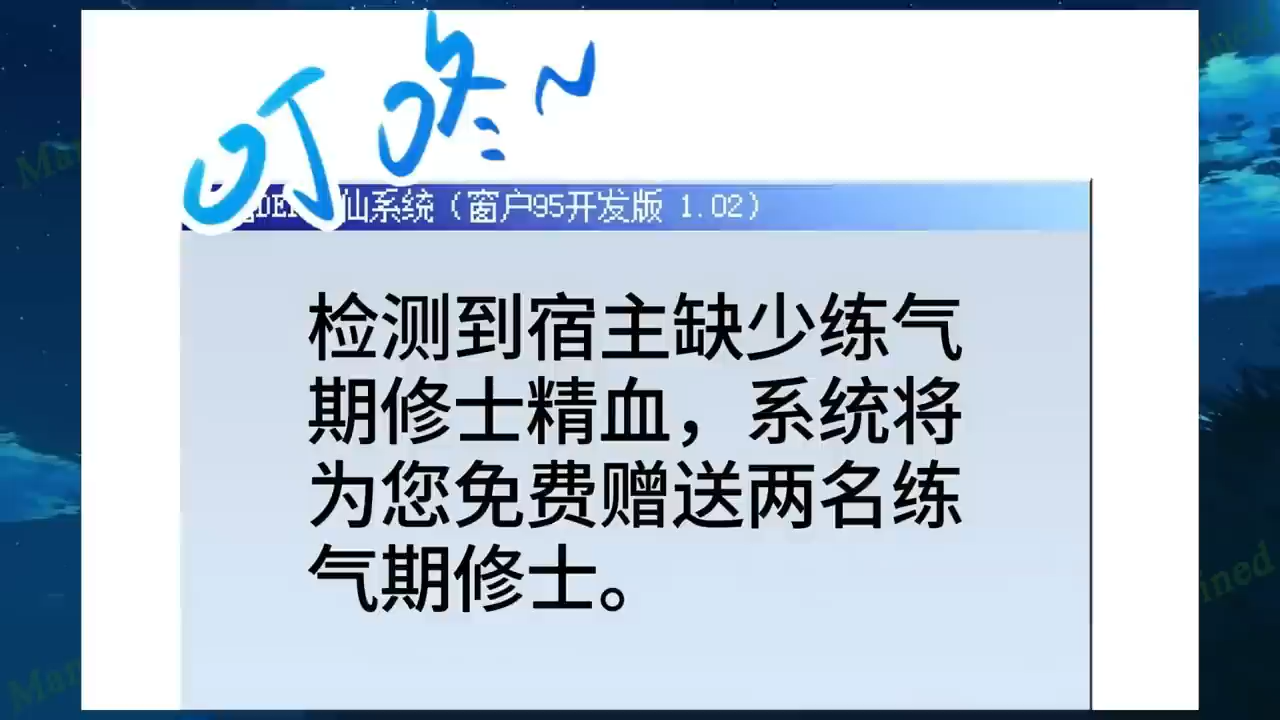 叮咚~
仙系统（窗户95开发版 1.02）
检测到宿主缺少练气
期修士精血，系统将
为您免费赠送两名练
气期修士。